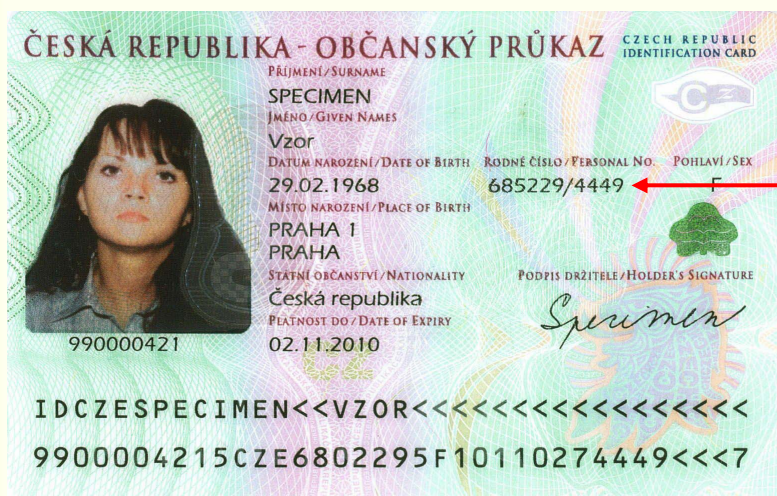 ČESKÁ REPUBLIKA - OBČANSKÝ PRŮKAZ CZECH REPUBLIC IDENTIFICATION CARD
PŘÍJMENÍ/SURNAME
SPECIMEN
JMÉNO/GIVEN NAMES
Vzor
DATUM NAROZENÍ/DATE OF BIRTH RODNÉ ČÍSLO/PERSONAL NO. POHLAVÍ/SEX
29.02.1968 685229/4449 F
MÍSTO NAROZENÍ/PLACE OF BIRTH
PRAHA 1
PRAHA
STÁTNÍ OBČANSTVÍ/NATIONALITY PODPIS DRŽITELE/HOLDER'S SIGNATURE
Česká republika Specimen
PLATNOST DO/DATE OF EXPIRY
990000421 02.11.2010
CZ
IDCZESPECIMEN<<VZOR<<<<<<<<<<<<<<<<<
9900004215CZE6802295F10110274449<<<7